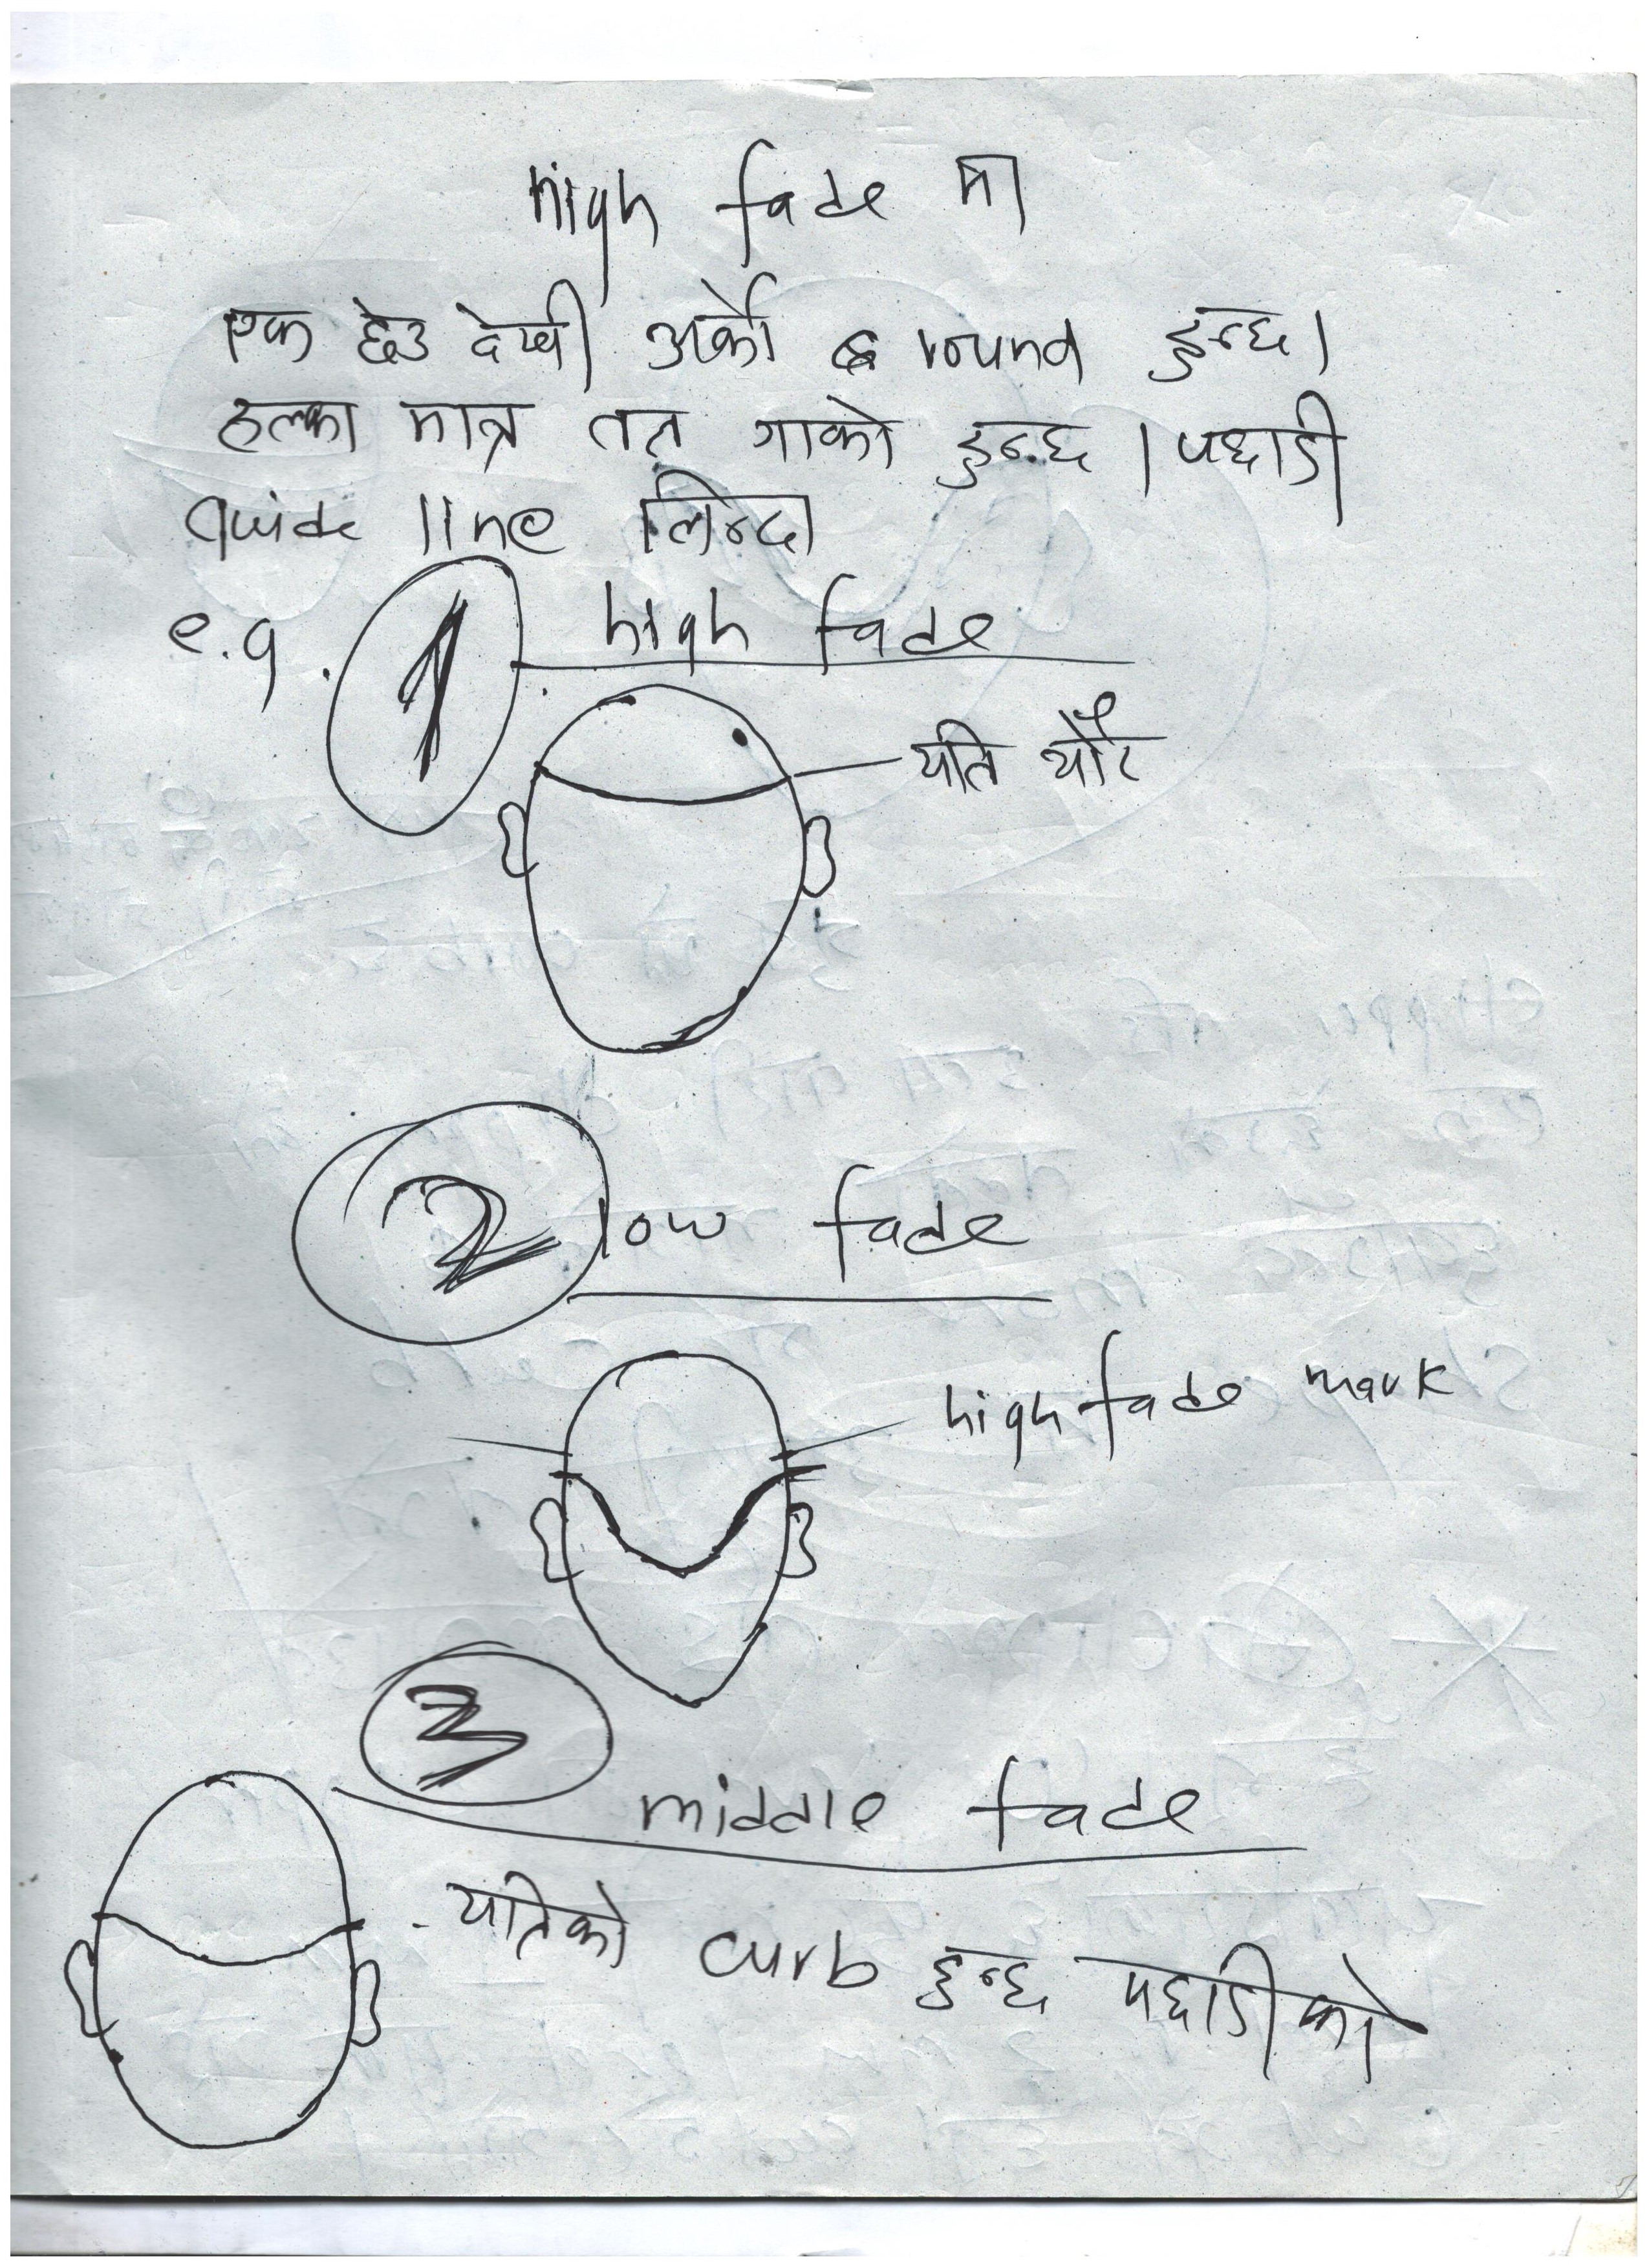 high fade मा
एक छेउ देखी अर्को round हुन्छ।
हल्का मात्र तल गाको हुन्छ। पछाडी
guide line लिन्दा
e.g. 1 high fade
यति
2 low fade
high fade mark
3
middle fade
- यतिको curb हुन्छ पछाडीको